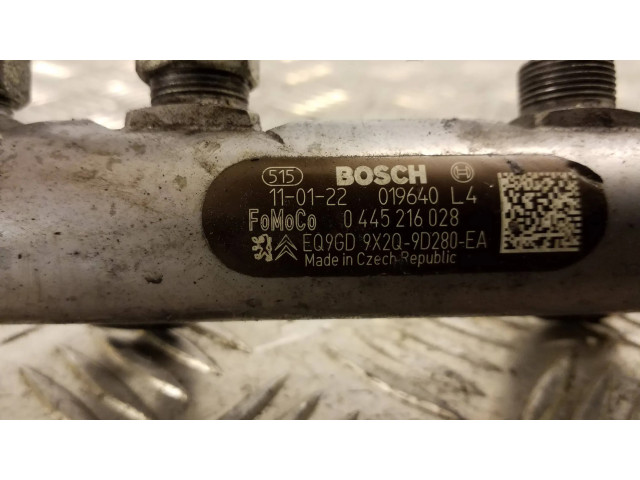 515 BOSCH
11-01-22 019640 L4
FoMoCo 0 445 216 028
EQ9GD 9X2Q-9D280-EA
Made in Czech Republic